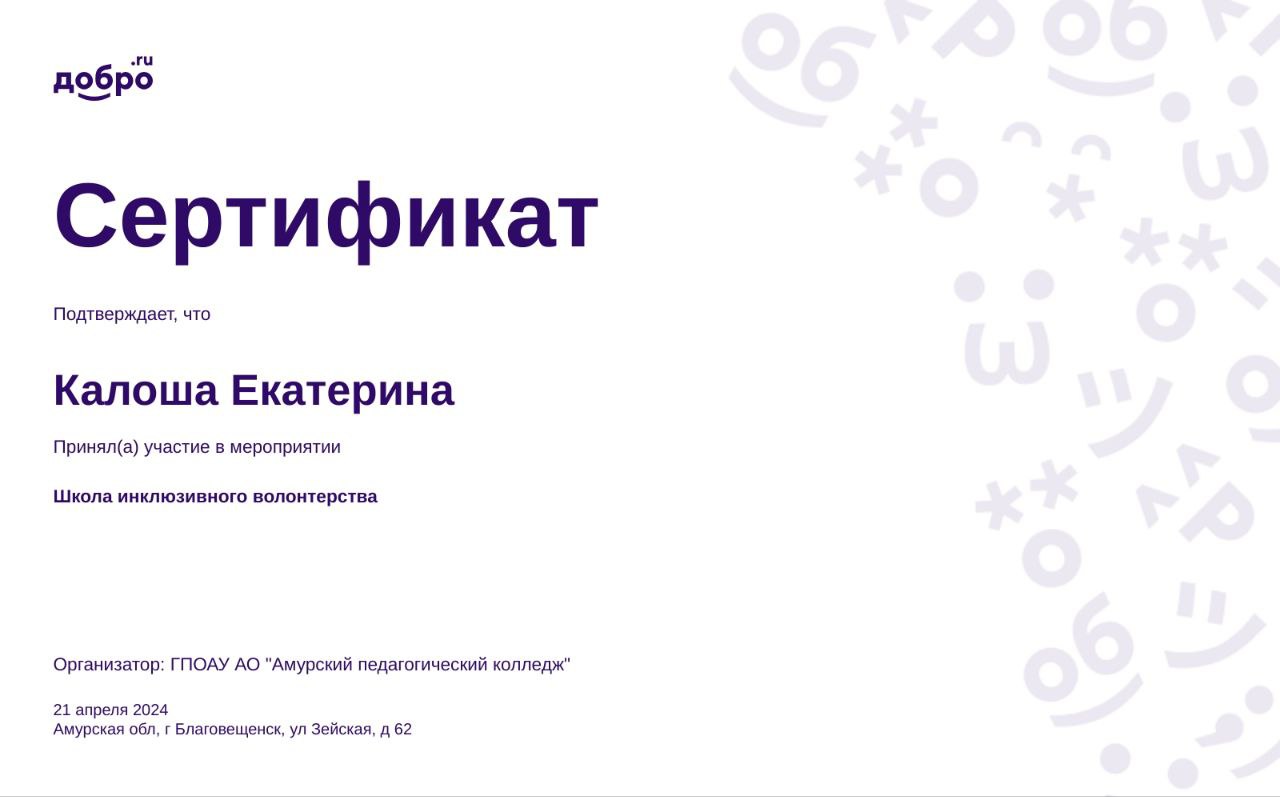 .ru
добро
Сертификат
Подтверждает, что
Калоша Екатерина
Принял(а) участие в мероприятии
Школа инклюзивного волонтерства
Организатор: ГПОАУ АО "Амурский педагогический колледж"
21 апреля 2024
Амурская обл, г Благовещенск, ул Зейская, д 62